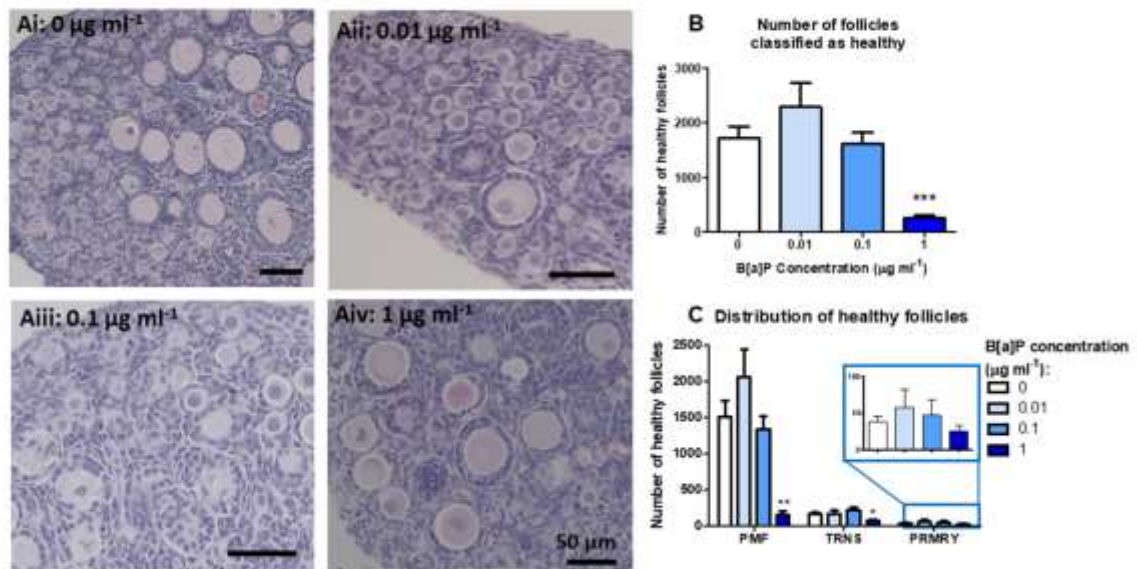 Ai: 0 µg ml-1
Aii: 0.01 µg ml-1
Aiii: 0.1 µg ml-1
Aiv: 1 µg ml-1
50 µm
B
Number of follicles
classified as healthy
Number of healthy follicles
3000
2000
1000
0
***
0
0.01
0.1
1
B[a]P Concentration (µg ml-1)
C Distribution of healthy follicles
Number of healthy follicles
2500
2000
1500
1000
500
0
**
*
PMF
TRNS
PRMRY
B[a]P concentration
(µg ml-1):
0
0.01
0.1
1